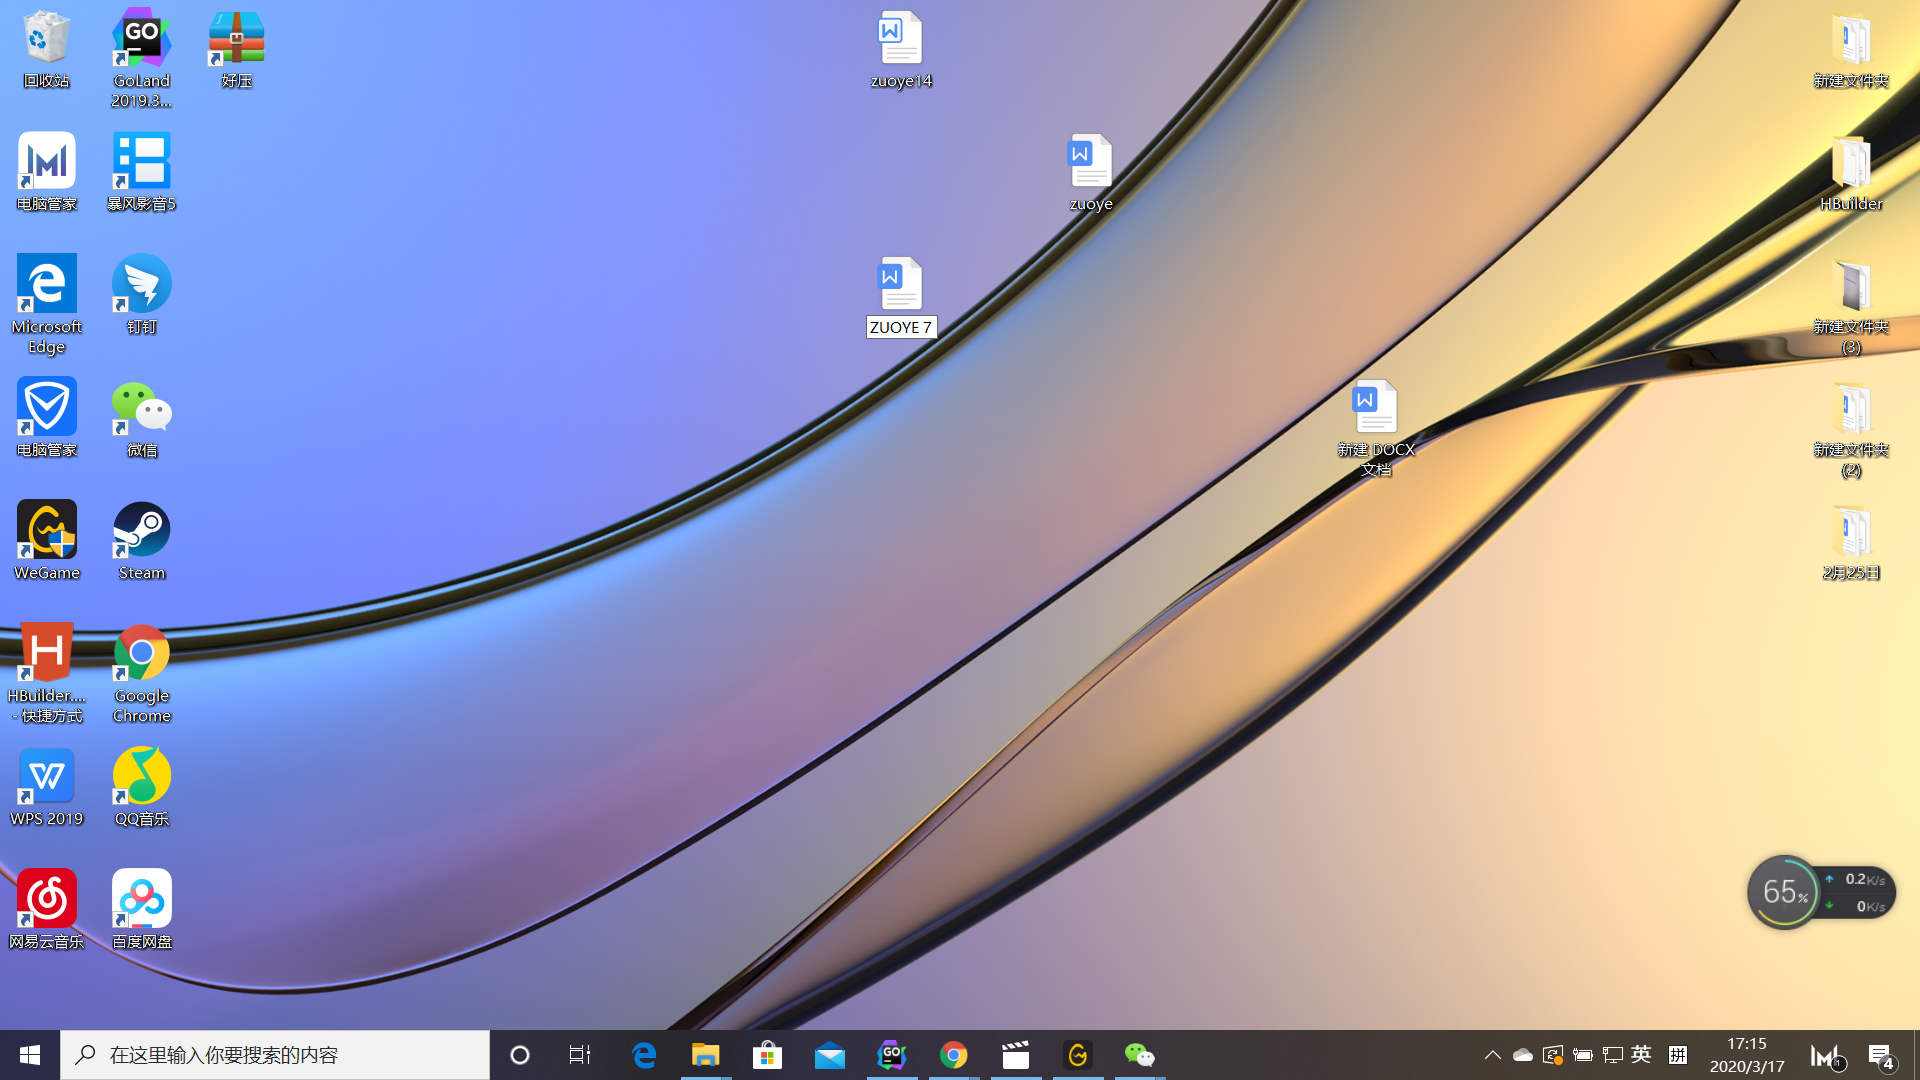 回收站
GoLand
2019.3...
GO
好压
zuoye14
新建文件夹
电脑管家
暴风影音5
zuoye
HBuilder
Microsoft
Edge
钉钉
ZUOYE 7
新建文件夹
(3)
电脑管家
微信
新建 DOCX
文档
新建文件夹
(2)
WeGame
Steam
2月25日
HBuilder....
- 快捷方式
Google
Chrome
WPS 2019
QQ音乐
网易云音乐
百度网盘
65%
0.2K/s
0K/s
在这里输入你要搜索的内容
GO
英
拼
17:15
2020/3/17
1
4